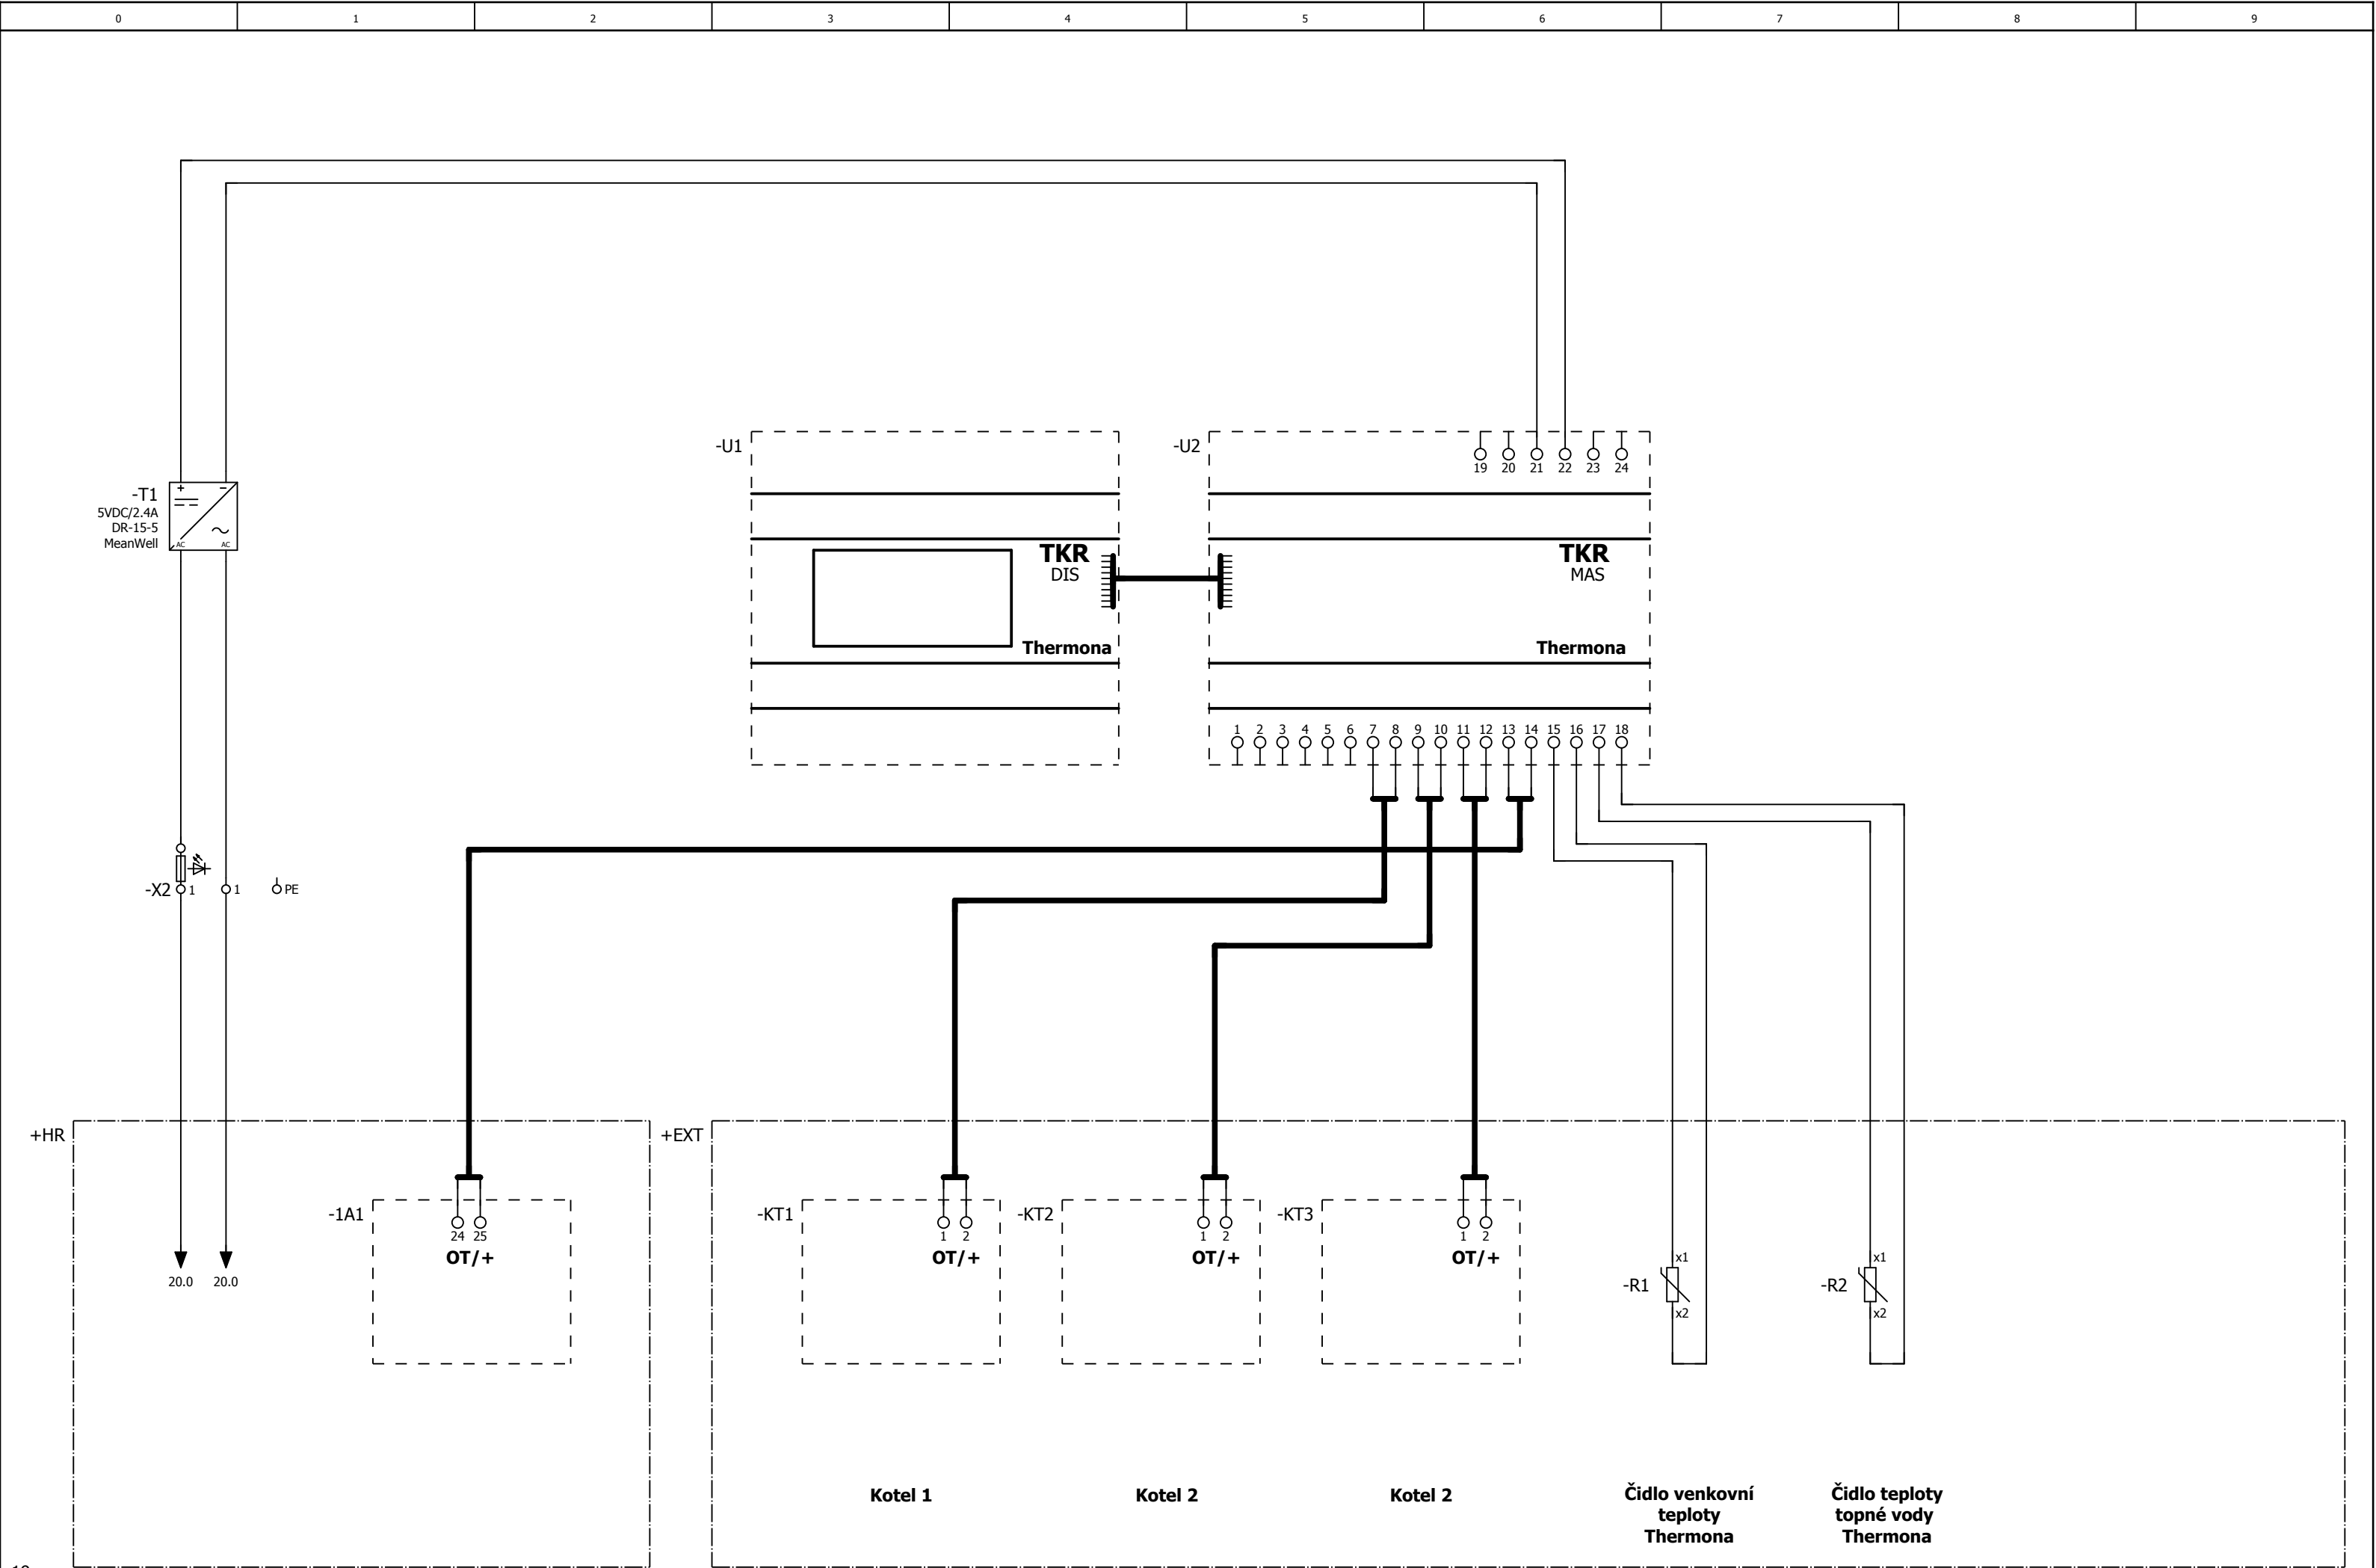 0 1 2 3 4 5 6 7 8 9
-U1
-U2
19 20 21 22 23 24
-T1
5VDC/2.4A
DR-15-5
MeanWell
+ -
AC AC
TKR
DIS
Thermona
TKR
MAS
Thermona
1 2 3 4 5 6 7 8 9 10 11 12 13 14 15 16 17 18
-X2 1 1 PE
+HR
+EXT
-1A1
24 25
OT/+
-KT1
1 2
OT/+
-KT2
1 2
OT/+
-KT3
1 2
OT/+
20.0 20.0
-R1
x1
x2
-R2
x1
x2
Kotel 1
Kotel 2
Kotel 2
Čidlo venkovní
teploty
Thermona
Čidlo teploty
topné vody
Thermona